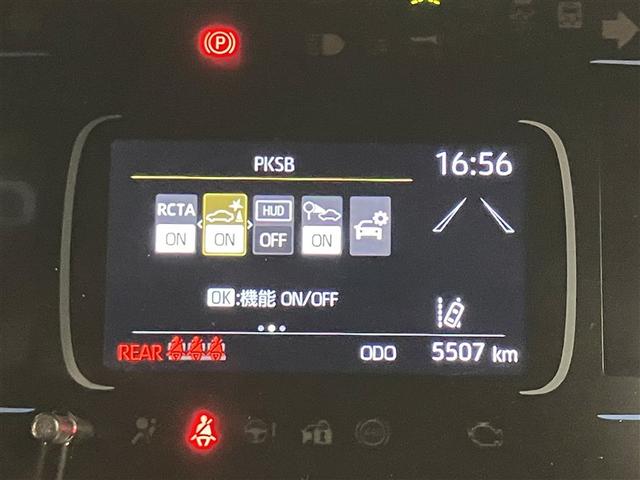 PKSB
16:56
RCTA
HUD
ON
ON
OFF
ON
OK:機能 ON/OFF
REAR
ODO
5507 km
P